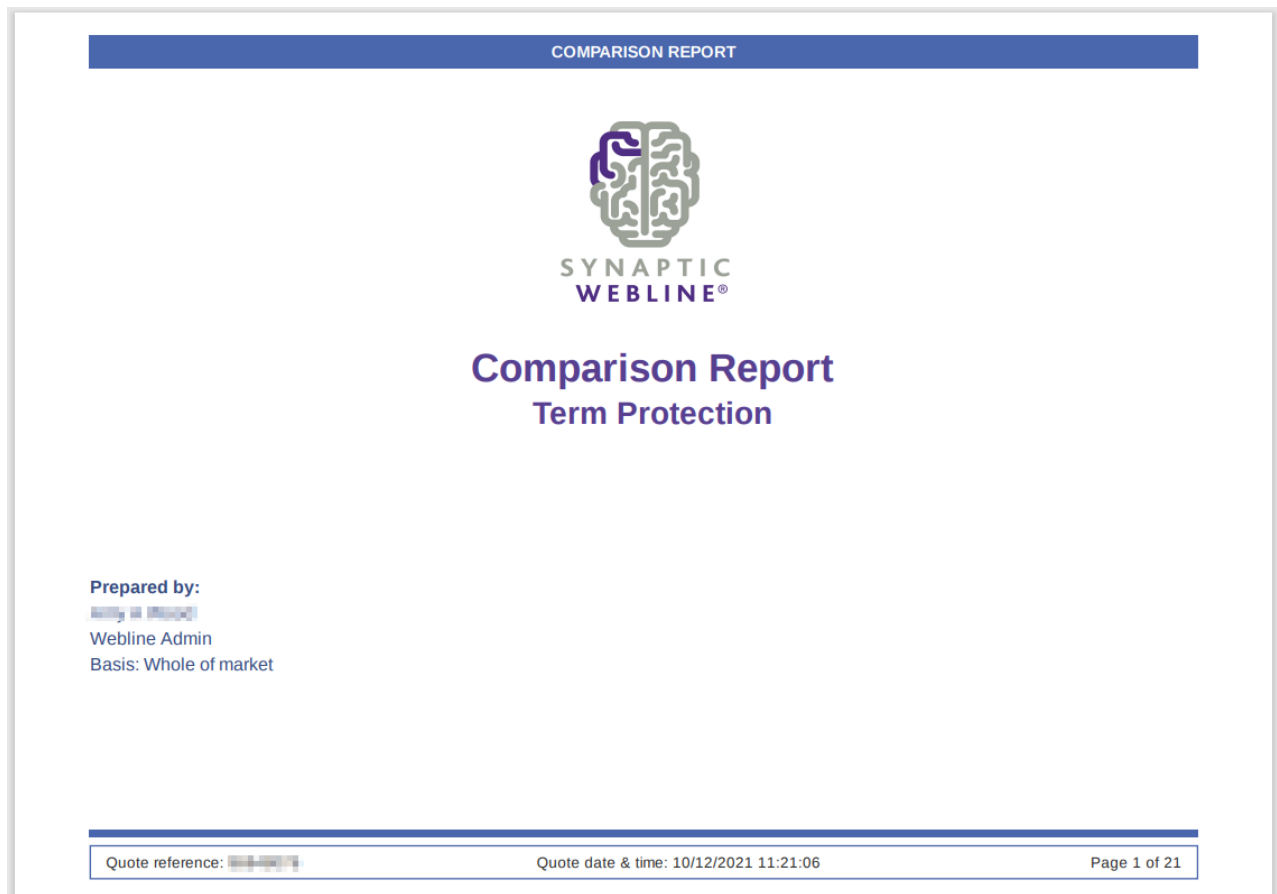 COMPARISON REPORT
SYNAPTIC
WEBLINE®
Comparison Report
Term Protection
Prepared by:
Webline Admin
Basis: Whole of market
Quote reference:
Quote date & time: 10/12/2021 11:21:06
Page 1 of 21